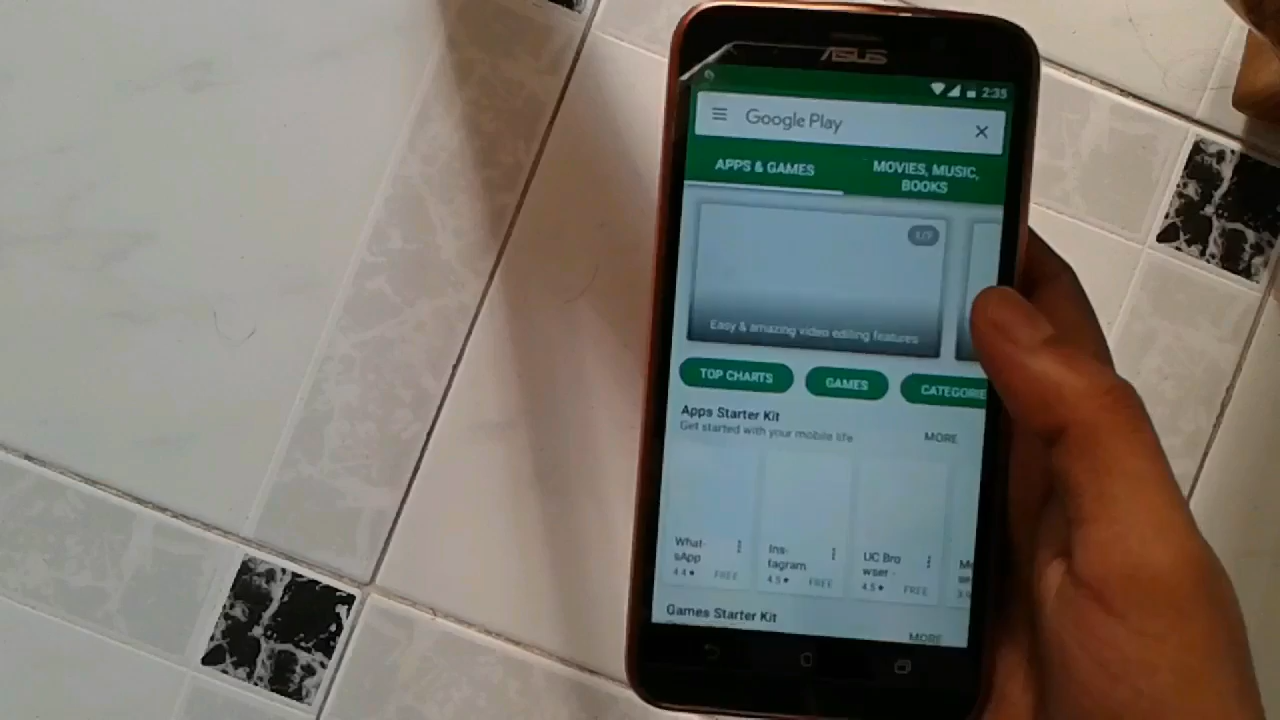 ASUS
2:35
Google Play
APPS & GAMES
MOVIES, MUSIC,
BOOKS
Easy & amazing video editing features
TOP CHARTS
GAMES
CATEGORIE
Apps Starter Kit
Get started with your mobile life
MORE
What-
sApp
4.4
FREE
Ins-
tagram
4.5
FREE
UC Bro
wser -
4.5
FREE
Games Starter Kit
MORE